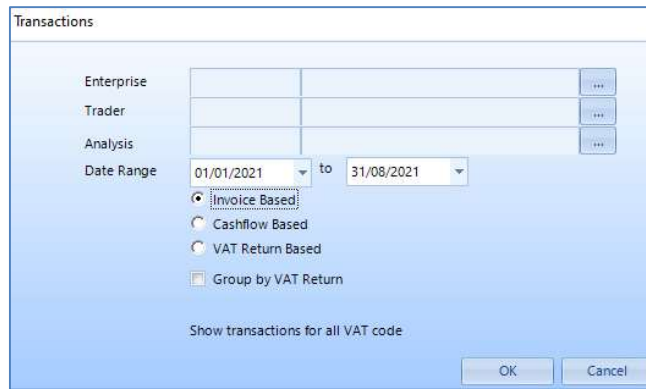 Transactions
Enterprise ...
Trader ...
Analysis ...
Date Range 01/01/2021 to 31/08/2021
Invoice Based
Cashflow Based
VAT Return Based
Group by VAT Return
Show transactions for all VAT code
OK Cancel